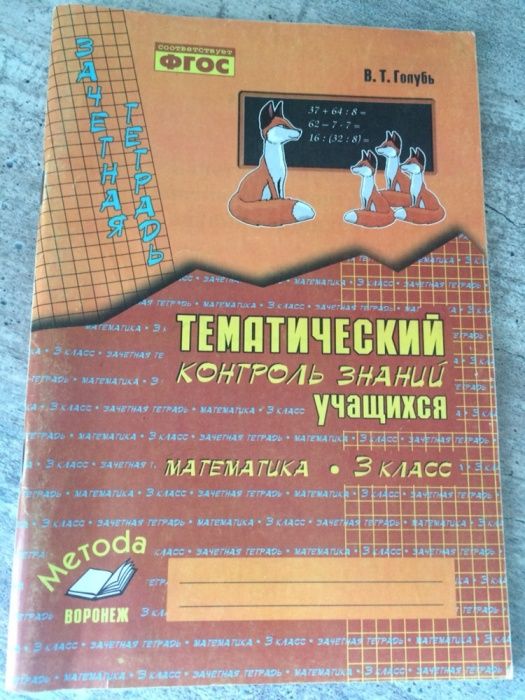 ЗАЧЕТНАЯ
ТЕТРАДЬ
соответствует
ФГОС
В. Т. Голубь
37 + 64 : 8 =
62 - 7 · 7 =
16 : (32 : 8) =
ТЕМАТИЧЕСКИЙ
КОНТРОЛЬ ЗНАНИЙ
УЧАЩИХСЯ
МАТЕМАТИКА • 3 КЛАСС
Метода
ВОРОНЕЖ